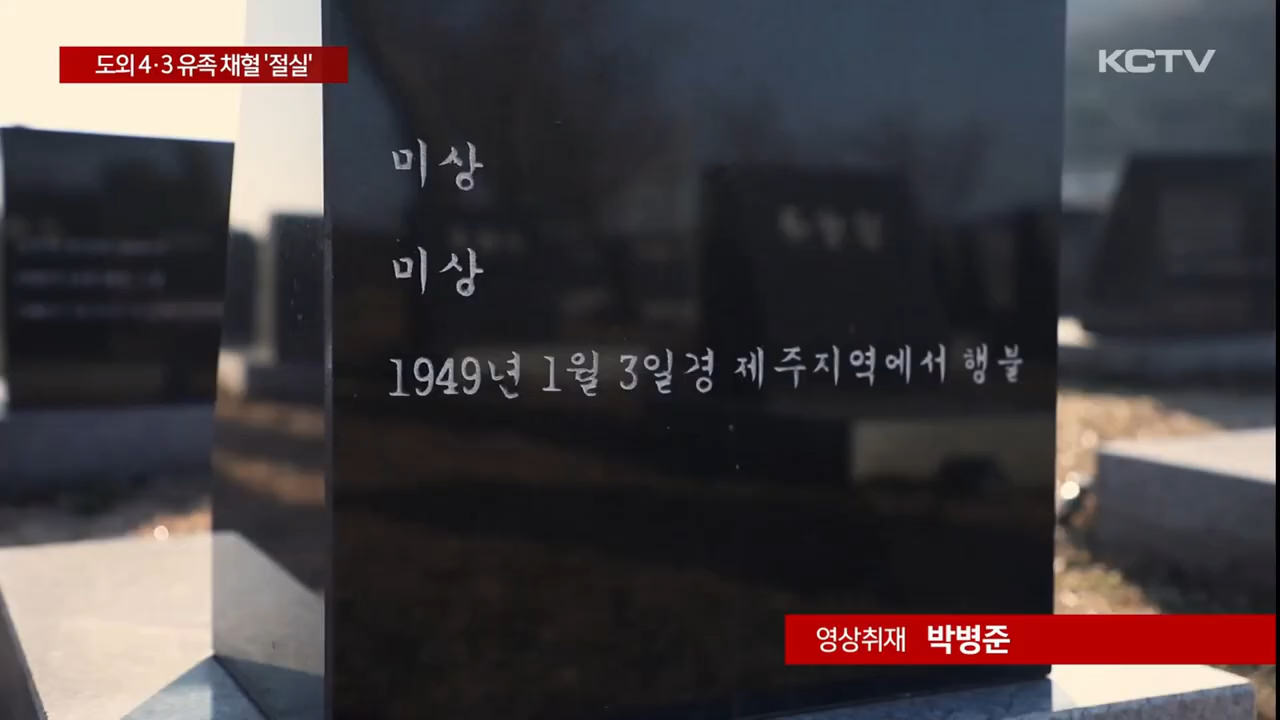 도외 4·3 유족 채혈 '절실'
KCTV
미상
미상
1949년 1월 3일경 제주지역에서 행불
영상취재 박병준